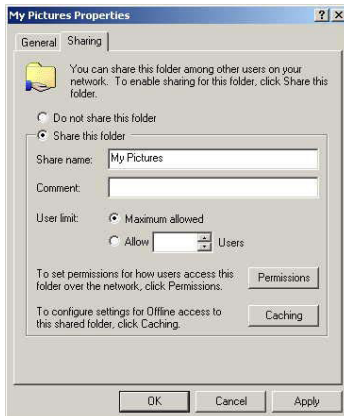 My Pictures Properties
General Sharing
You can share this folder among other users on your
network. To enable sharing for this folder, click Share this
folder.
Do not share this folder
Share this folder
Share name: My Pictures
Comment:
User limit: Maximum allowed
Allow Users
To set permissions for how users access this
folder over the network, click Permissions.
Permissions
To configure settings for Offline access to
this shared folder, click Caching.
Caching
OK Cancel Apply